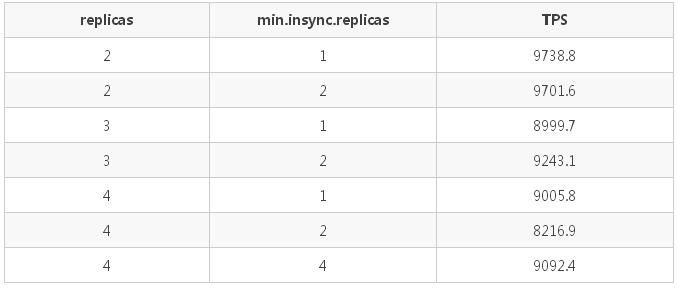 replicas min.insync.replicas TPS
2 1 9738.8
2 2 9701.6
3 1 8999.7
3 2 9243.1
4 1 9005.8
4 2 8216.9
4 4 9092.4